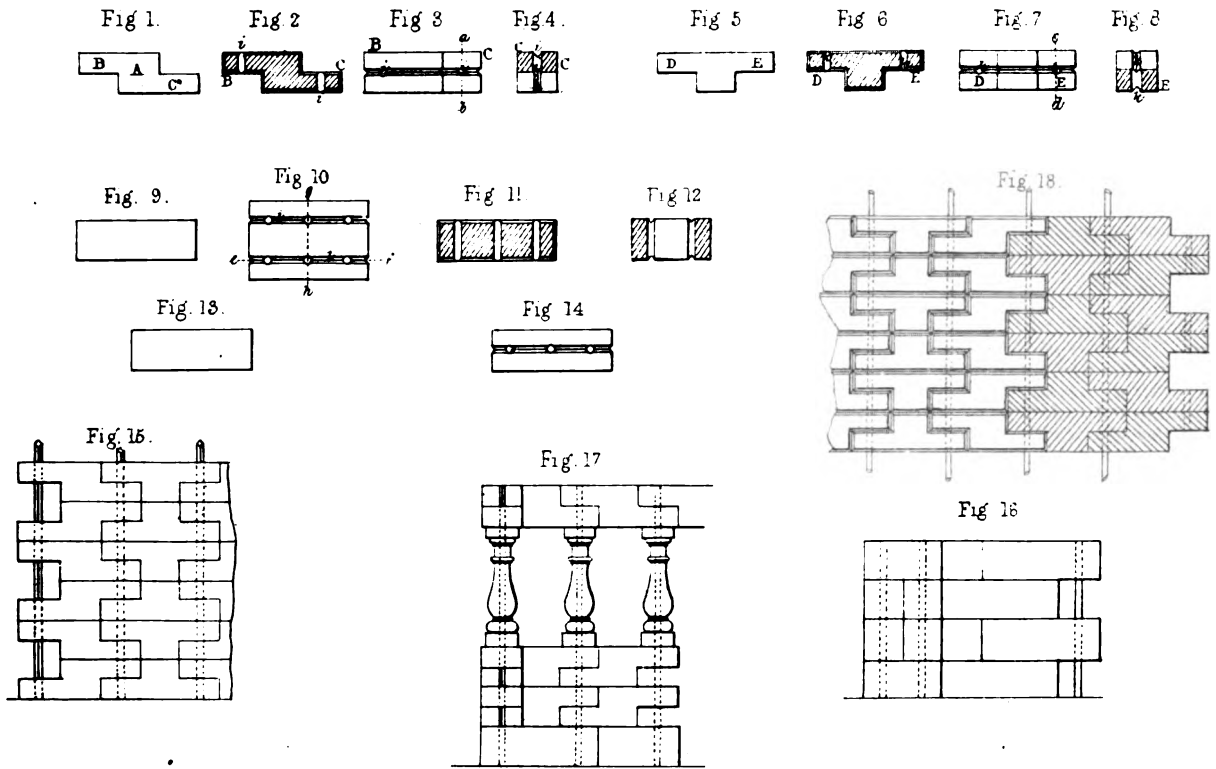 Fig 1. Fig. 2 Fig 3 Fig. 4. Fig 5 Fig 6 Fig. 7 Fig. 8
B A C
i B C i
B a C b
C i C
D E
D E
D c E d
k E
Fig. 9. Fig 10 Fig 11. Fig 12 Fig 18.
h
Fig. 13. Fig 14
Fig. 15. Fig. 17
Fig 16